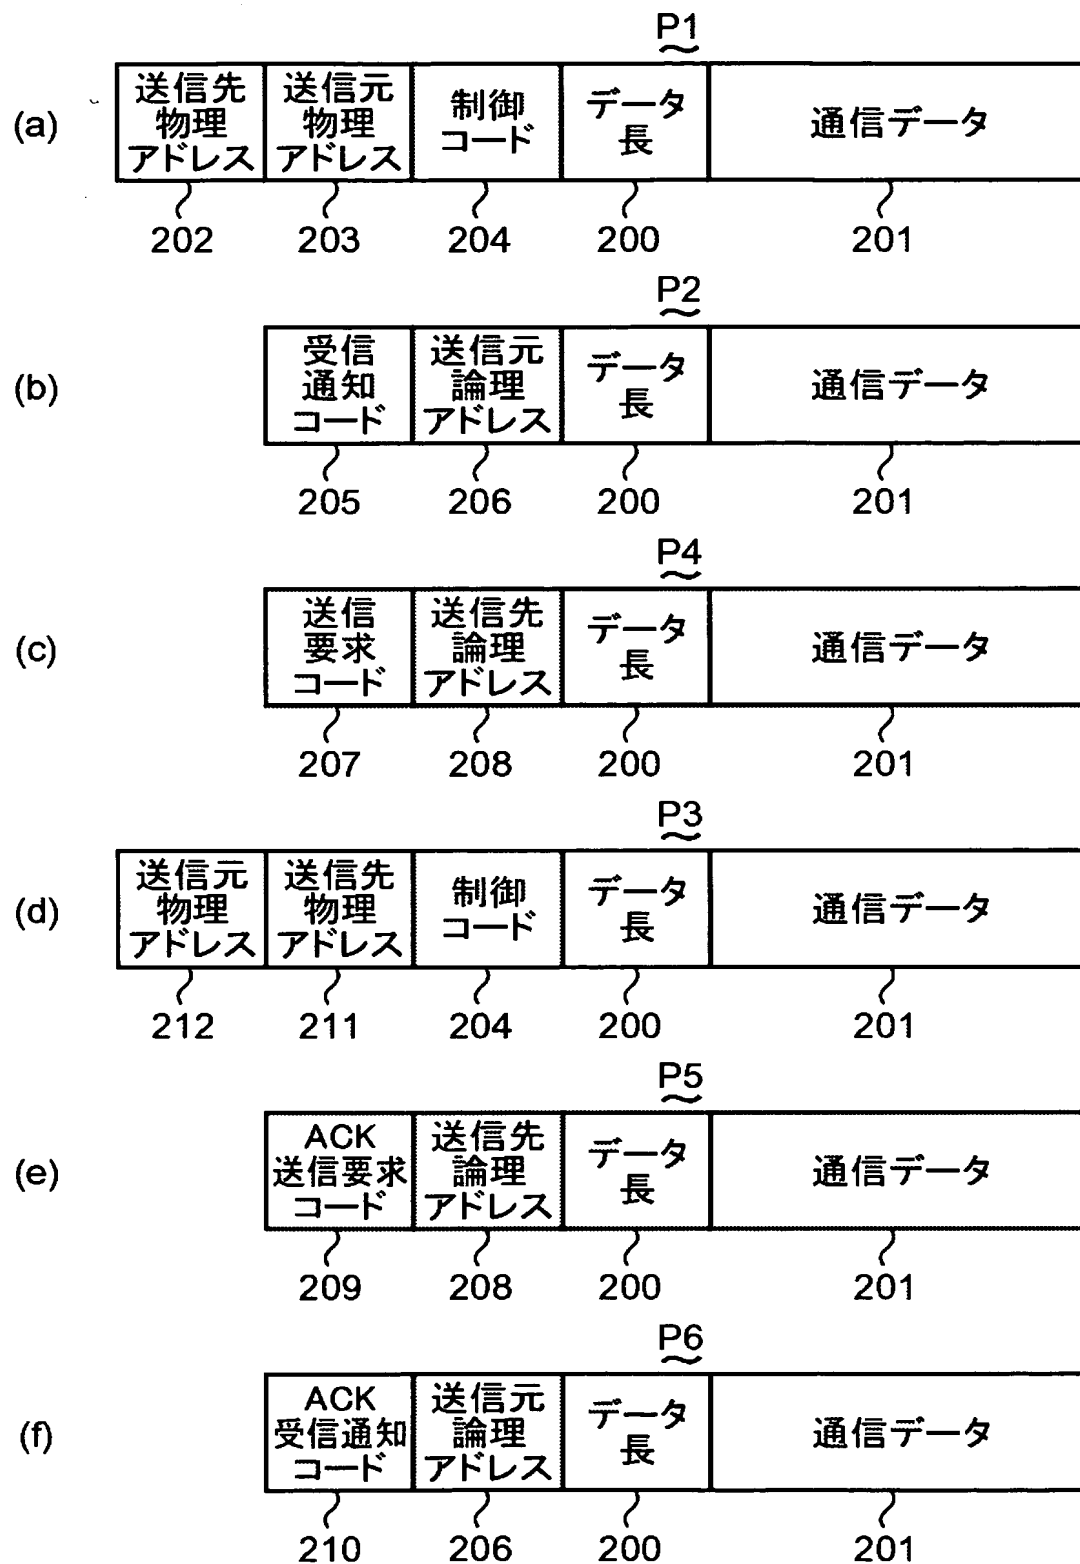 P1
(a)
送信先
物理
アドレス
送信元
物理
アドレス
制御
コード
データ
長
通信データ
202
203
204
200
201
P2
(b)
受信
通知
コード
送信元
論理
アドレス
データ
長
通信データ
205
206
200
201
P4
(c)
送信
要求
コード
送信先
論理
アドレス
データ
長
通信データ
207
208
200
201
P3
(d)
送信元
物理
アドレス
送信先
物理
アドレス
制御
コード
データ
長
通信データ
212
211
204
200
201
P5
(e)
ACK
送信要求
コード
送信先
論理
アドレス
データ
長
通信データ
209
208
200
201
P6
(f)
ACK
受信通知
コード
送信元
論理
アドレス
データ
長
通信データ
210
206
200
201